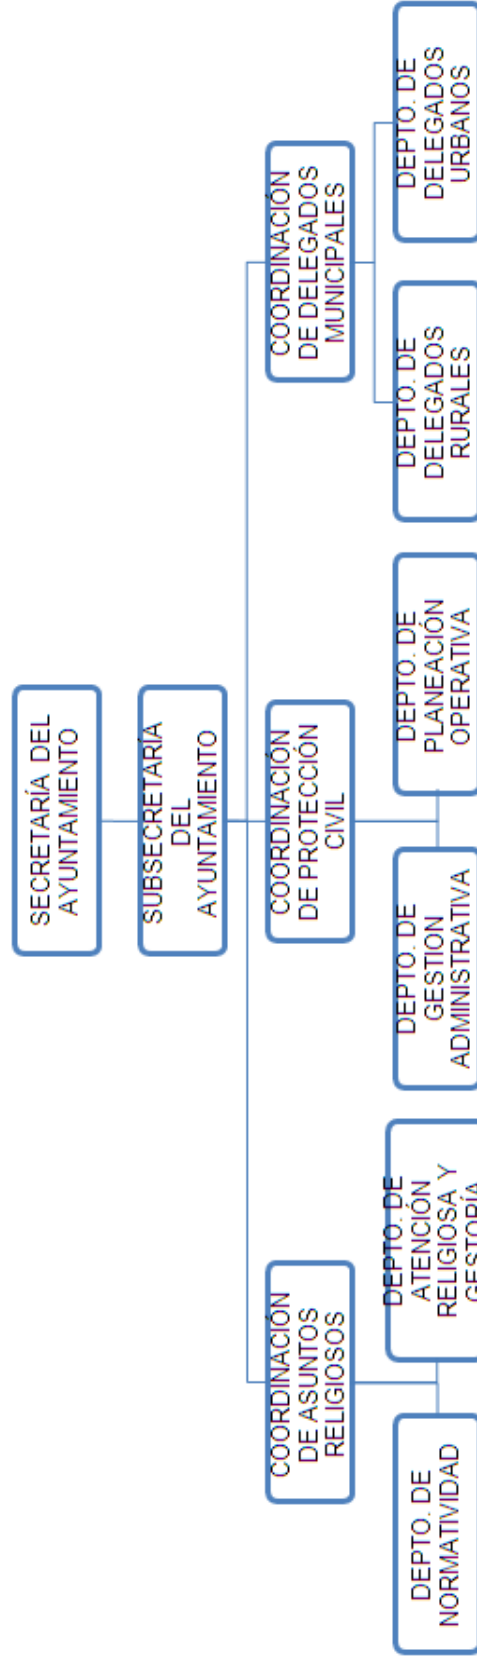 SECRETARÍA DEL
AYUNTAMIENTO
SUBSECRETARÍA
DEL
AYUNTAMIENTO
COORDINACIÓN
DE ASUNTOS
RELIGIOSOS
COORDINACIÓN
DE PROTECCIÓN
CIVIL
COORDINACIÓN
DE DELEGADOS
MUNICIPALES
DEPTO. DE
NORMATIVIDAD
DEPTO. DE
ATENCIÓN
RELIGIOSA Y
GESTORÍA
DEPTO. DE
GESTION
ADMINISTRATIVA
DEPTO. DE
PLANEACIÓN
OPERATIVA
DEPTO. DE
DELEGADOS
RURALES
DEPTO. DE
DELEGADOS
URBANOS